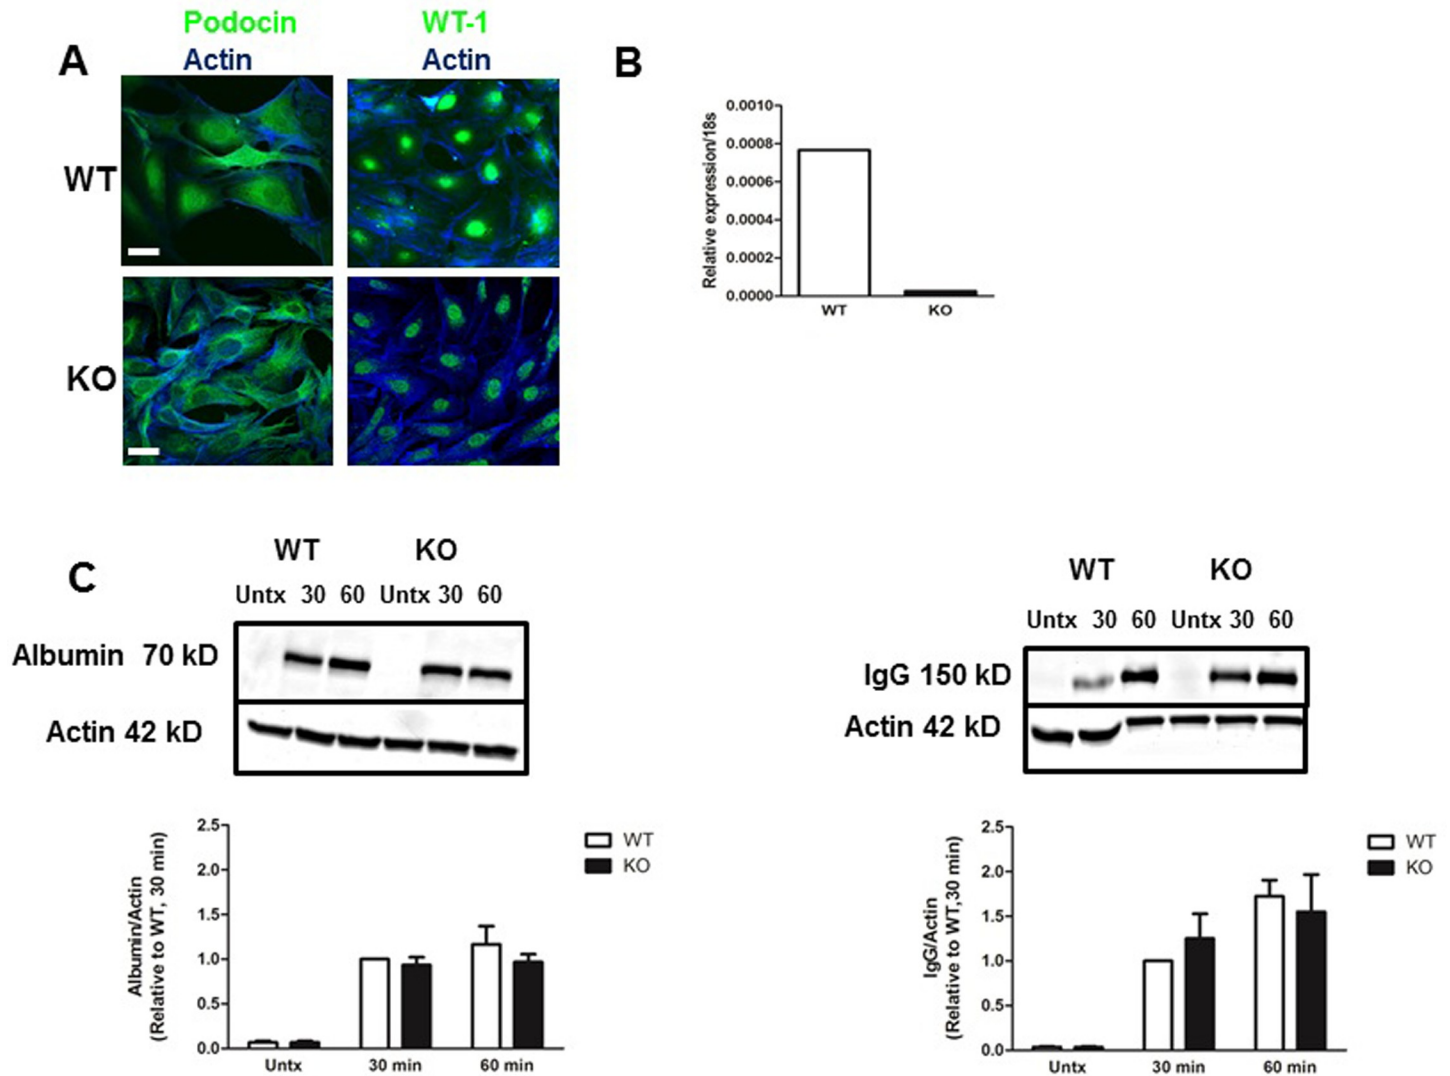 Podocin WT-1
Actin Actin
A
B
WT
KO
0.0010
0.0008
0.0006
0.0004
0.0002
0.0000
Relative expression/18s
WT KO
C
WT KO
Untx 30 60 Untx 30 60
Albumin 70 kD
Actin 42 kD
WT KO
Untx 30 60 Untx 30 60
IgG 150 kD
Actin 42 kD
2.5
2.0
1.5
1.0
0.5
0.0
Albumin/Actin
(Relative to WT, 30 min)
Untx 30 min 60 min
WT
KO
2.5
2.0
1.5
1.0
0.5
0.0
IgG/Actin
(Relative to WT,30 min)
Untx 30 min 60 min
WT
KO